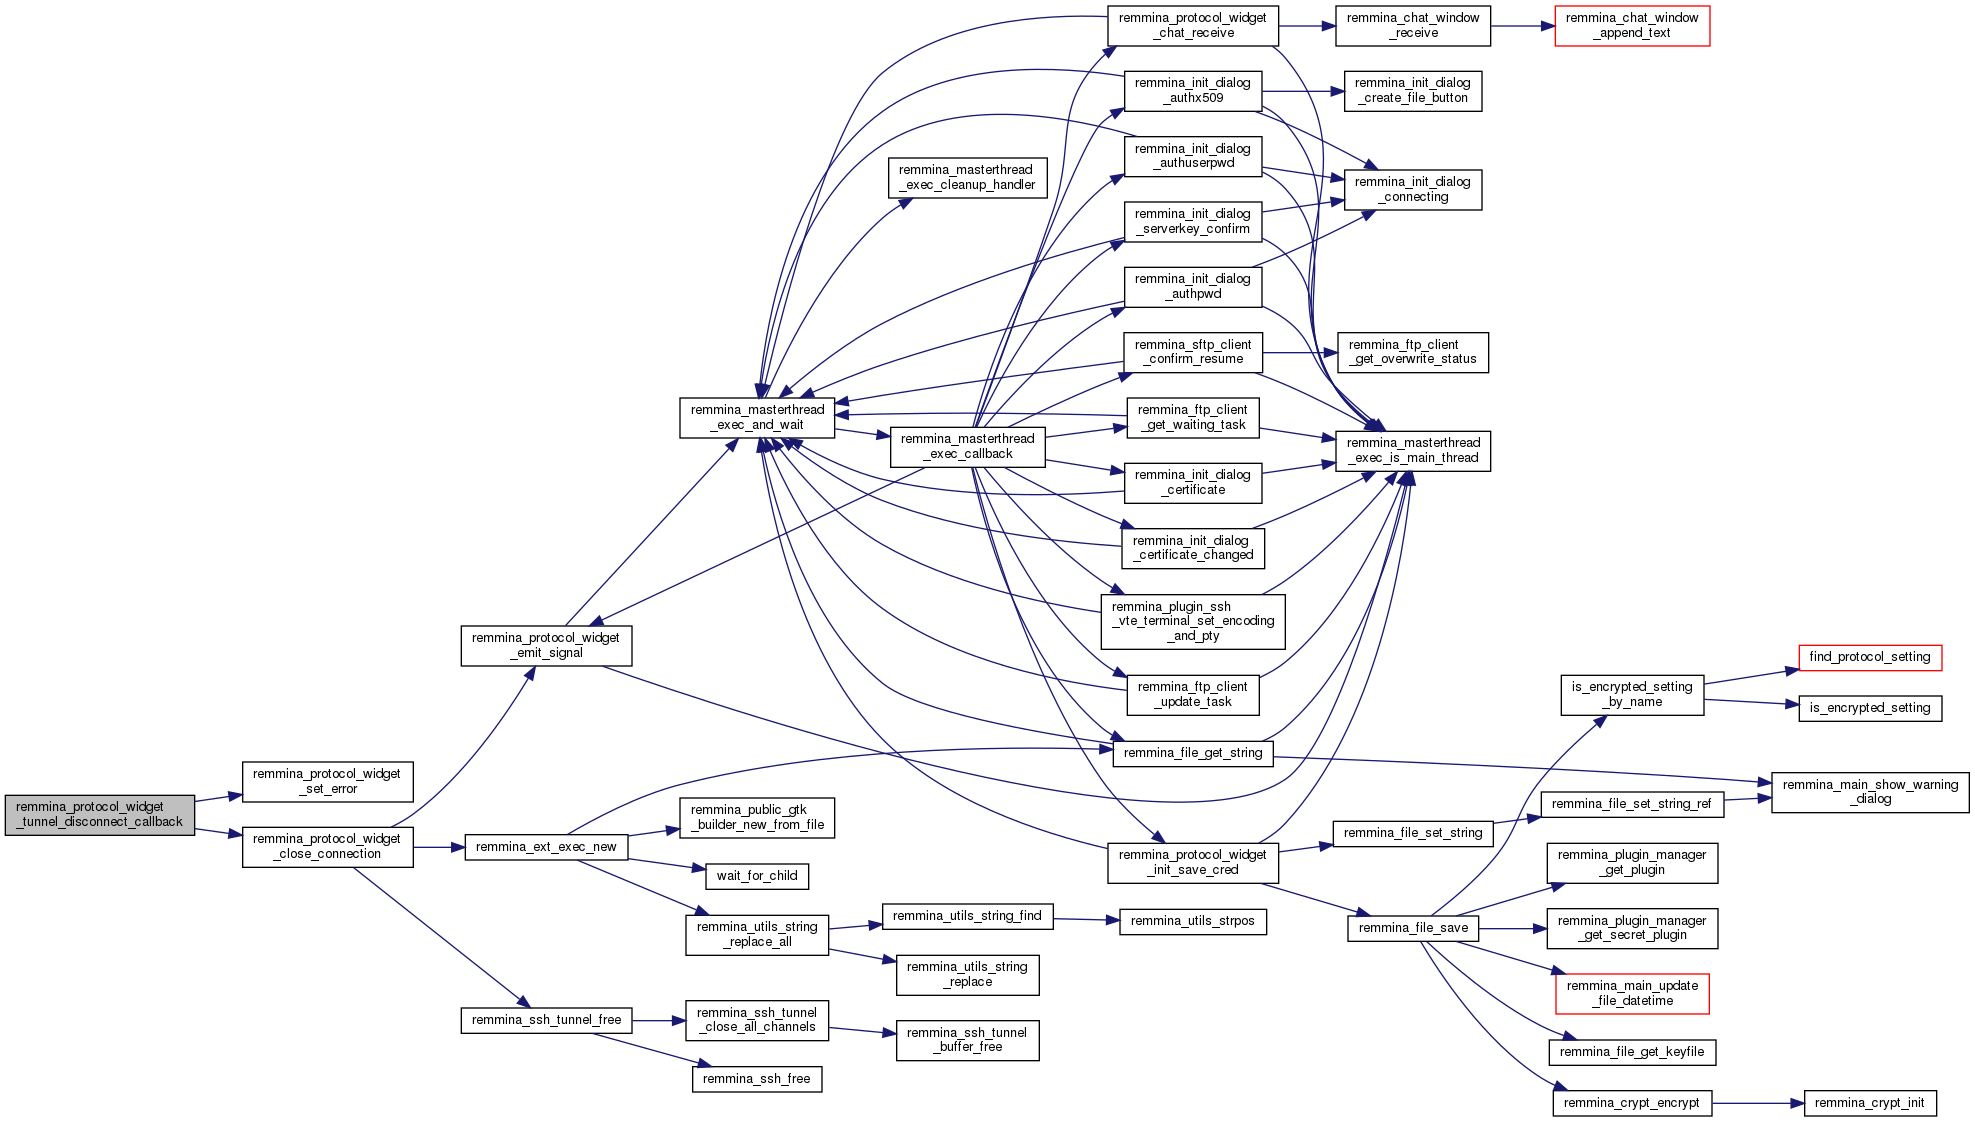 remmina_protocol_widget
_tunnel_disconnect_callback
remmina_protocol_widget
_set_error
remmina_protocol_widget
_close_connection
remmina_protocol_widget
_emit_signal
remmina_ext_exec_new
remmina_ssh_tunnel_free
remmina_masterthread
_exec_and_wait
remmina_public_gtk
_builder_new_from_file
wait_for_child
remmina_utils_string
_replace_all
remmina_ssh_tunnel
_close_all_channels
remmina_ssh_free
remmina_masterthread
_exec_cleanup_handler
remmina_masterthread
_exec_callback
remmina_utils_string_find
remmina_utils_string
_replace
remmina_ssh_tunnel
_buffer_free
remmina_protocol_widget
_chat_receive
remmina_init_dialog
_authx509
remmina_init_dialog
_authuserpwd
remmina_init_dialog
_serverkey_confirm
remmina_init_dialog
_authpwd
remmina_sftp_client
_confirm_resume
remmina_ftp_client
_get_waiting_task
remmina_init_dialog
_certificate
remmina_init_dialog
_certificate_changed
remmina_plugin_ssh
_vte_terminal_set_encoding
_and_pty
remmina_ftp_client
_update_task
remmina_file_get_string
remmina_protocol_widget
_init_save_cred
remmina_utils_strpos
remmina_chat_window
_receive
remmina_init_dialog
_create_file_button
remmina_init_dialog
_connecting
remmina_ftp_client
_get_overwrite_status
remmina_masterthread
_exec_is_main_thread
remmina_file_set_string
remmina_file_save
remmina_chat_window
_append_text
is_encrypted_setting
_by_name
remmina_file_set_string_ref
remmina_plugin_manager
_get_plugin
remmina_plugin_manager
_get_secret_plugin
remmina_main_update
_file_datetime
remmina_file_get_keyfile
remmina_crypt_encrypt
find_protocol_setting
is_encrypted_setting
remmina_main_show_warning
_dialog
remmina_crypt_init